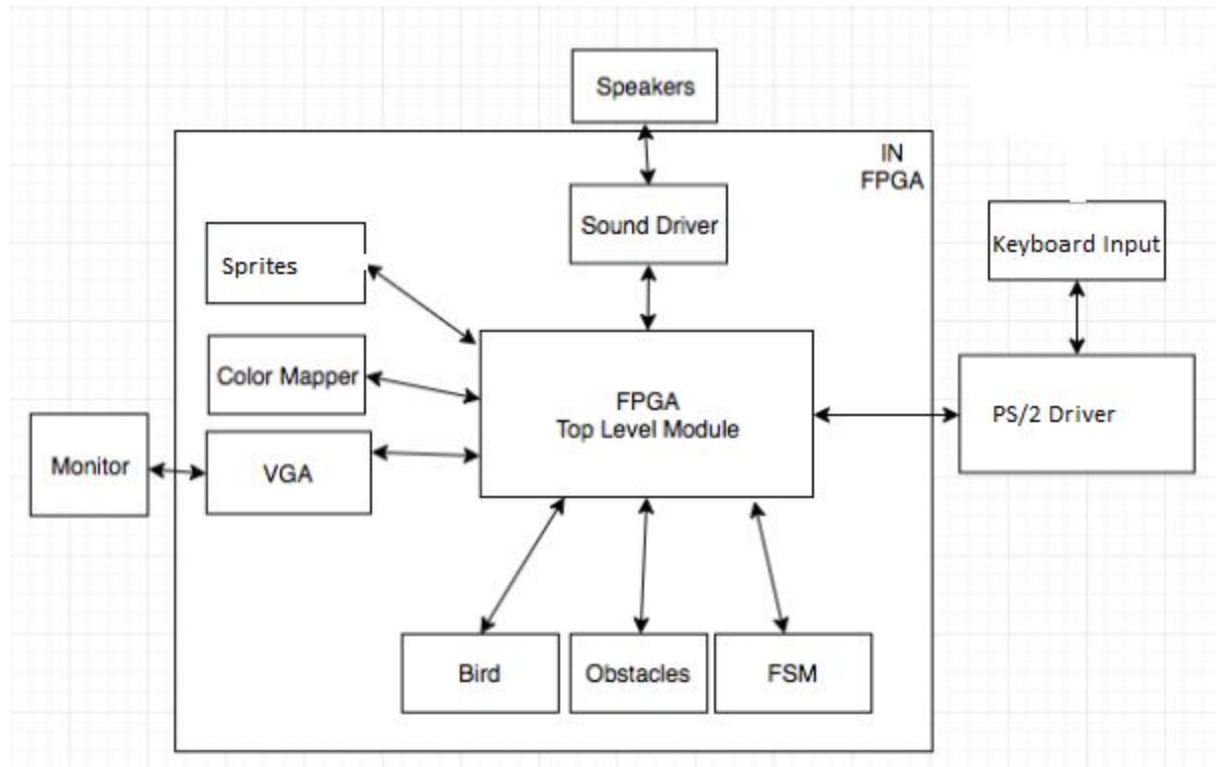 Speakers
IN
FPGA
Sound Driver
Keyboard Input
Sprites
Color Mapper
FPGA
Top Level Module
PS/2 Driver
Monitor
VGA
Bird
Obstacles
FSM